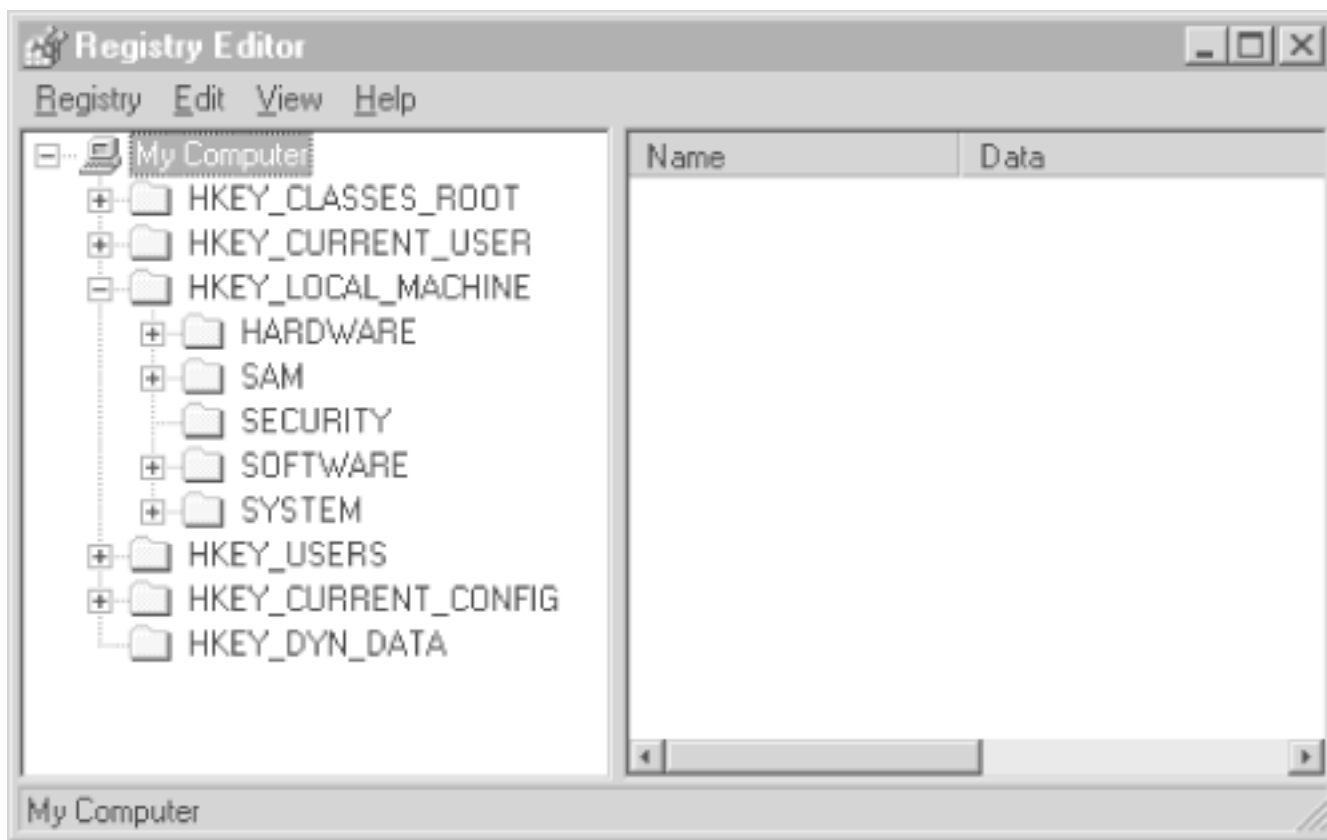 Registry Editor
Registry Edit View Help
My Computer
Name Data
HKEY_CLASSES_ROOT
HKEY_CURRENT_USER
HKEY_LOCAL_MACHINE
HARDWARE
SAM
SECURITY
SOFTWARE
SYSTEM
HKEY_USERS
HKEY_CURRENT_CONFIG
HKEY_DYN_DATA
My Computer